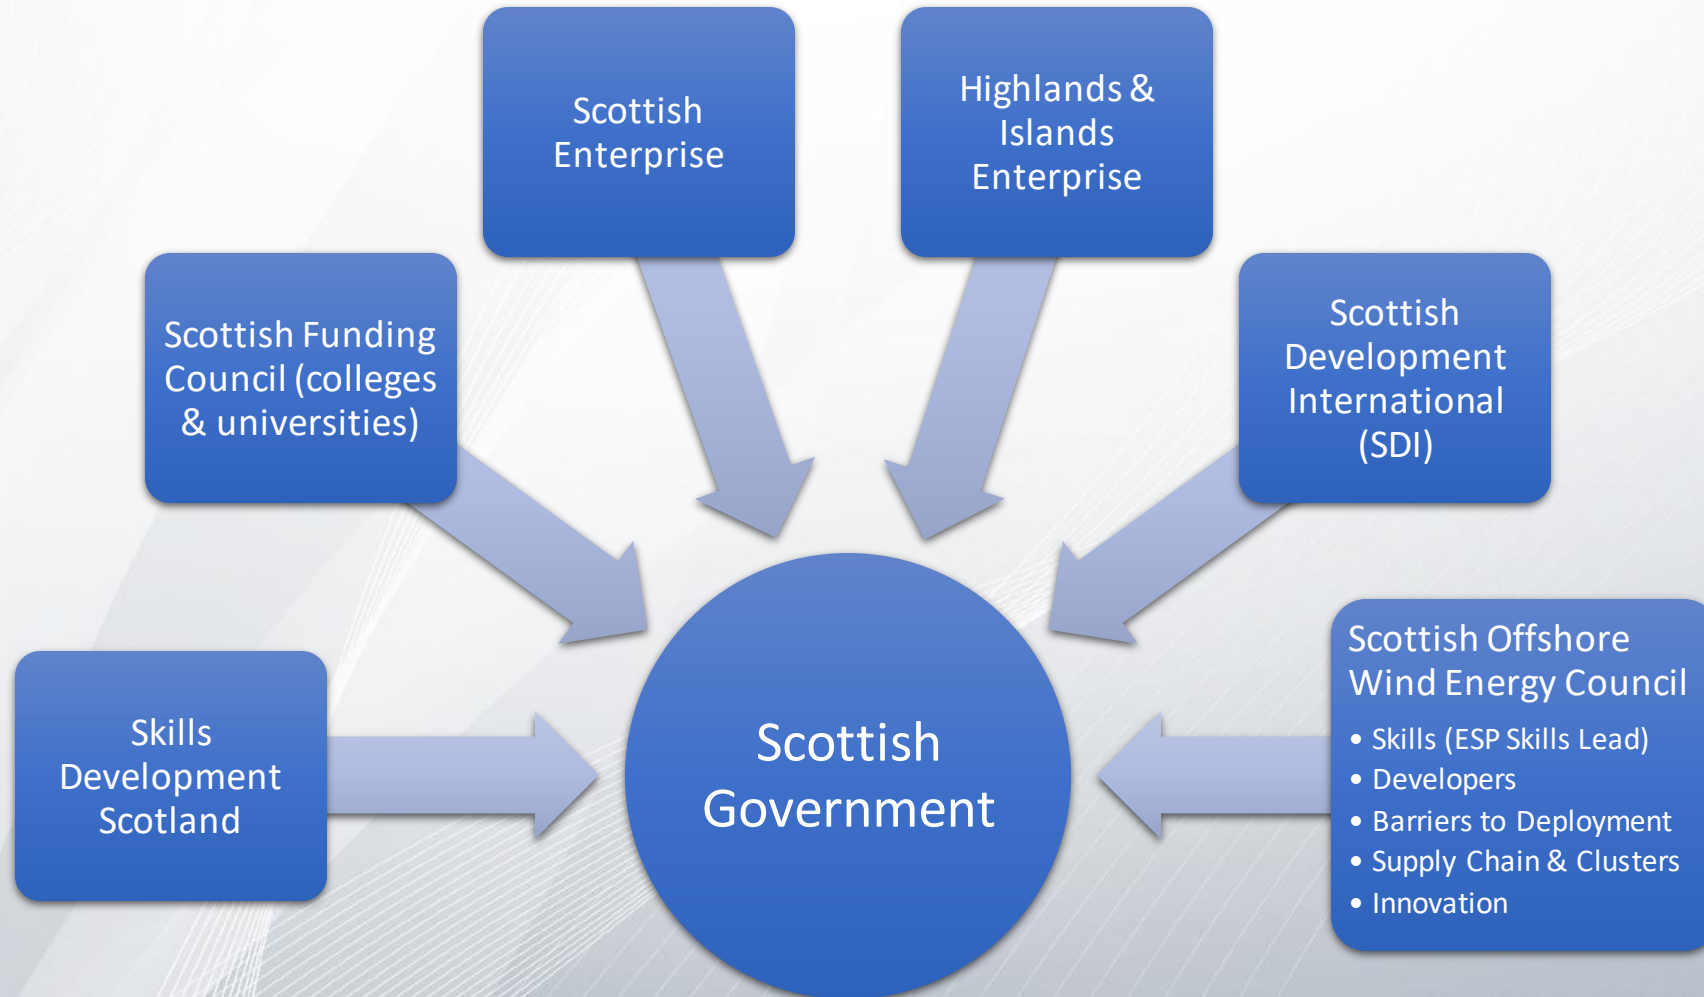 Scottish
Enterprise
Highlands &
Islands
Enterprise
Scottish Funding
Council (colleges
& universities)
Scottish
Development
International
(SDI)
Skills
Development
Scotland
Scottish
Government
Scottish Offshore
Wind Energy Council
• Skills (ESP Skills Lead)
• Developers
• Barriers to Deployment
• Supply Chain & Clusters
• Innovation